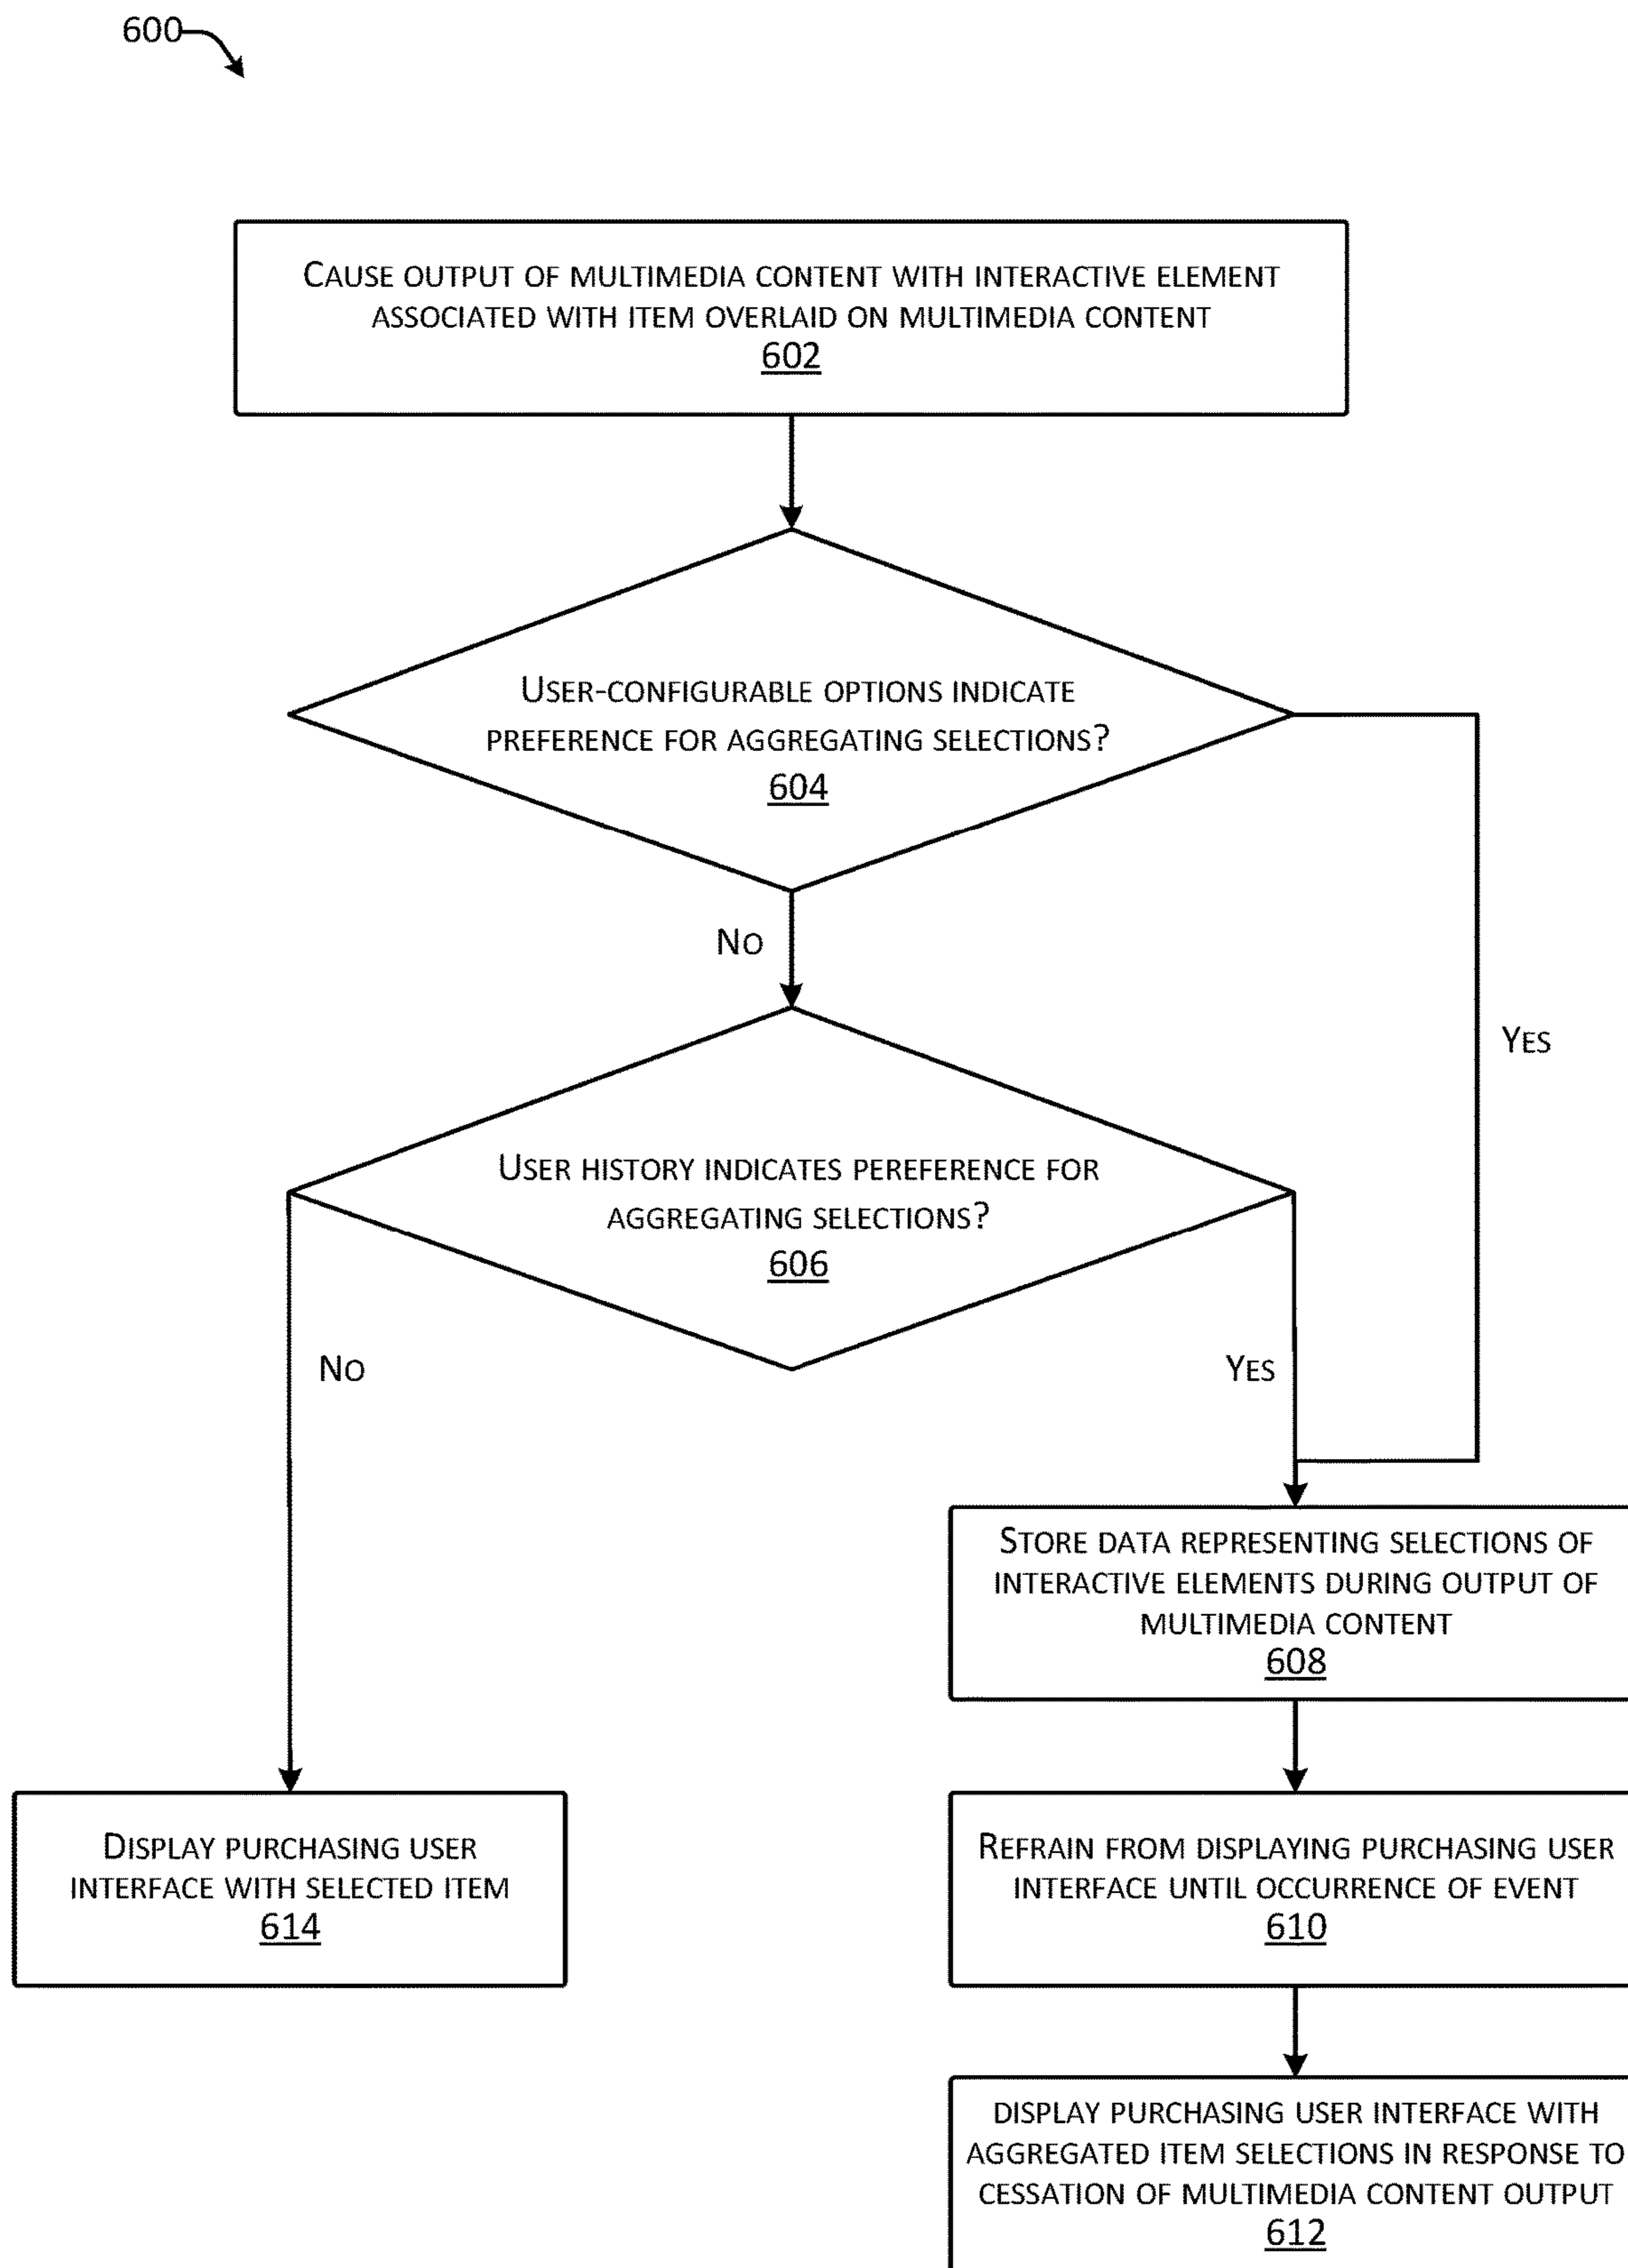 600
Cause output of multimedia content with interactive element
associated with item overlaid on multimedia content
602
User-configurable options indicate
preference for aggregating selections?
604
No
Yes
User history indicates pereference for
aggregating selections?
606
No
Yes
Store data representing selections of
interactive elements during output of
multimedia content
608
Display purchasing user
interface with selected item
614
Refrain from displaying purchasing user
interface until occurrence of event
610
display purchasing user interface with
aggregated item selections in response to
cessation of multimedia content output
612